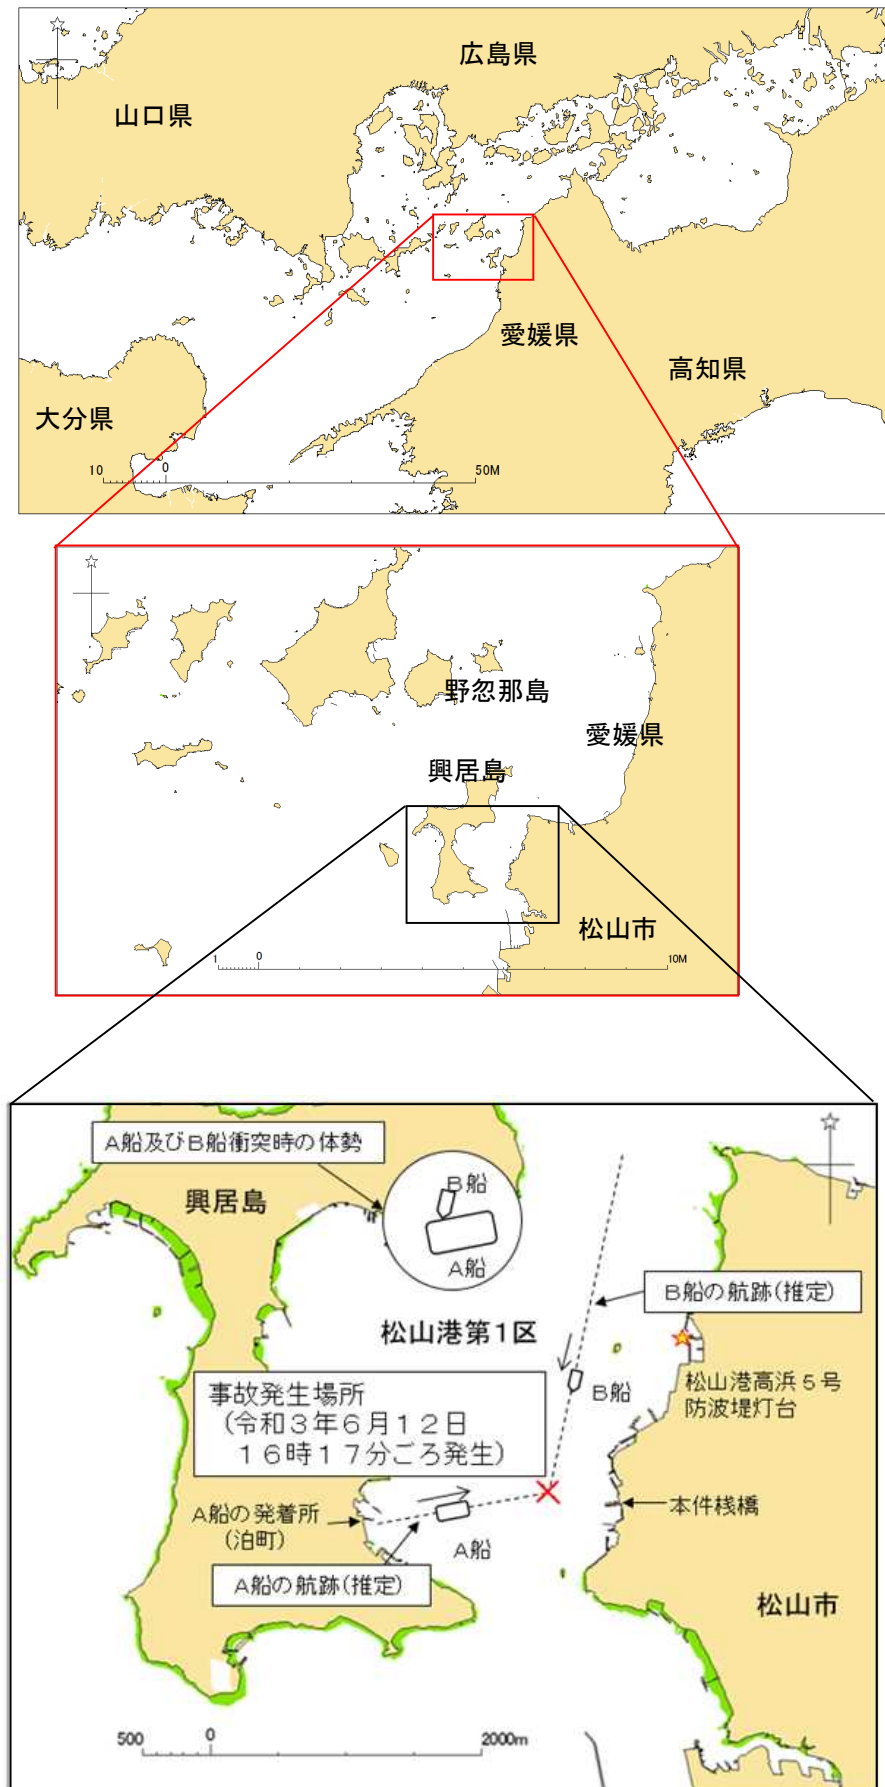 広島県
山口県
愛媛県
高知県
大分県
10 0 50M
野忽那島
愛媛県
興居島
松山市
1 0 10M
A船及びB船衝突時の体勢
B船
興居島
A船
B船の航跡(推定)
松山港第1区
B船
松山港高浜5号
防波堤灯台
事故発生場所
(令和3年6月12日
16時17分ごろ発生)
本件桟橋
A船の発着所
(泊町)
A船
A船の航跡(推定)
松山市
500 0 2000m